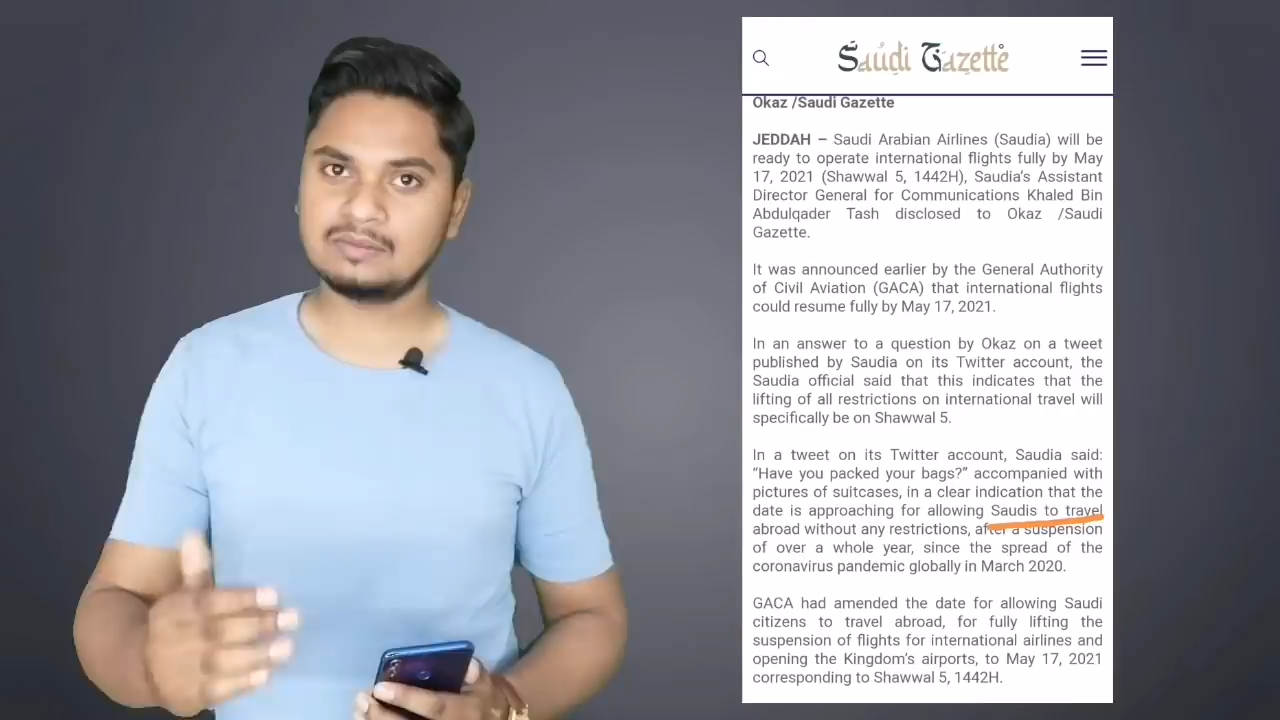 Saudi Gazette
Okaz /Saudi Gazette
JEDDAH – Saudi Arabian Airlines (Saudia) will be
ready to operate international flights fully by May
17, 2021 (Shawwal 5, 1442H), Saudia's Assistant
Director General for Communications Khaled Bin
Abdulqader Tash disclosed to Okaz /Saudi
Gazette.
It was announced earlier by the General Authority
of Civil Aviation (GACA) that international flights
could resume fully by May 17, 2021.
In an answer to a question by Okaz on a tweet
published by Saudia on its Twitter account, the
Saudia official said that this indicates that the
lifting of all restrictions on international travel will
specifically be on Shawwal 5.
In a tweet on its Twitter account, Saudia said:
“Have you packed your bags?” accompanied with
pictures of suitcases, in a clear indication that the
date is approaching for allowing Saudis to travel
abroad without any restrictions, after a suspension
of over a whole year, since the spread of the
coronavirus pandemic globally in March 2020.
GACA had amended the date for allowing Saudi
citizens to travel abroad, for fully lifting the
suspension of flights for international airlines and
opening the Kingdom's airports, to May 17, 2021
corresponding to Shawwal 5, 1442H.